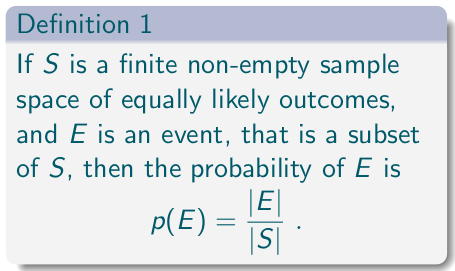 Definition 1
If S is a finite non-empty sample
space of equally likely outcomes,
and E is an event, that is a subset
of S, then the probability of E is
p(E) = |E| / |S| .